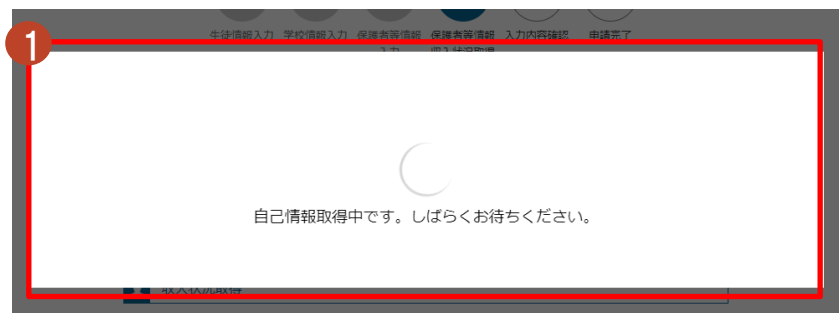 1
生徒情報入力 学校情報入力 保護者等情報 保護者等情報 入力内容確認 申請完了
入力 収入状況取得
自己情報取得中です。しばらくお待ちください。
収入状況取得